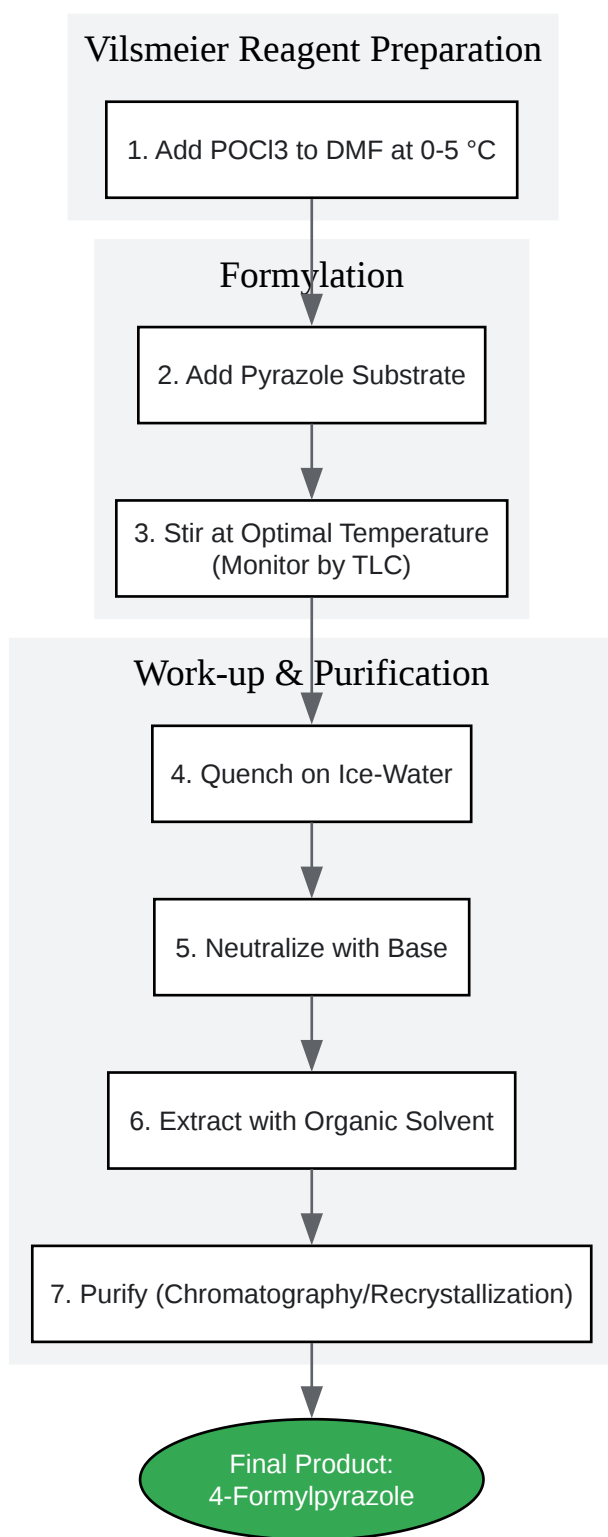 Vilsmeier Reagent Preparation
1. Add POCl3 to DMF at 0-5 °C
Formylation
2. Add Pyrazole Substrate
3. Stir at Optimal Temperature
(Monitor by TLC)
Work-up & Purification
4. Quench on Ice-Water
5. Neutralize with Base
6. Extract with Organic Solvent
7. Purify (Chromatography/Recrystallization)
Final Product:
4-Formylpyrazole